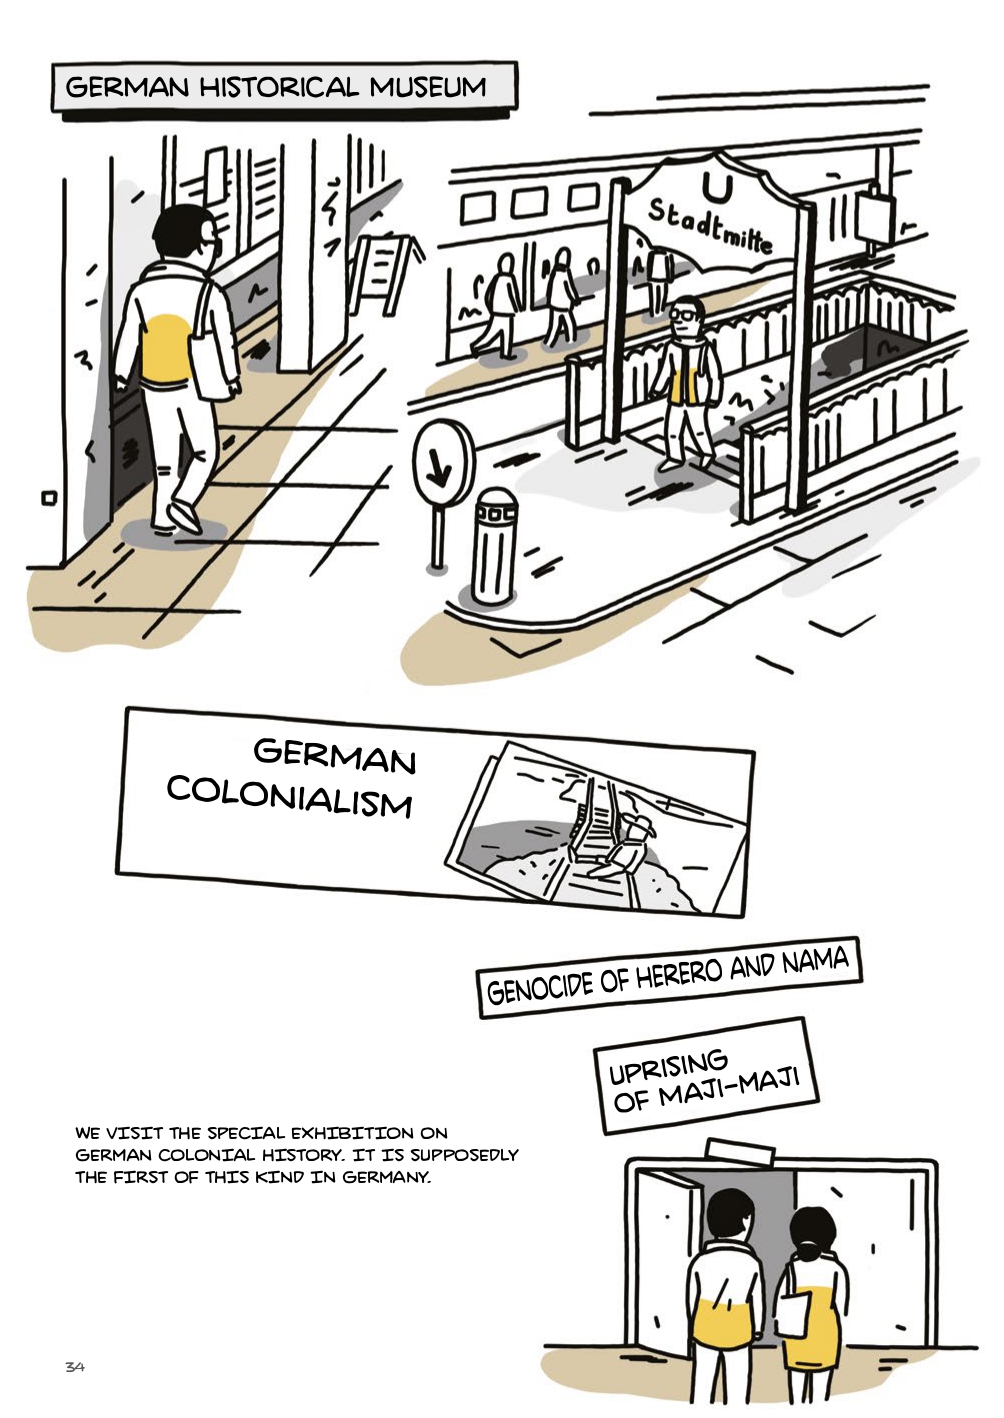 GERMAN HISTORICAL MUSEUM
U
Stadtmitte
GERMAN
COLONIALISM
GENOCIDE OF HERERO AND NAMA
UPRISING
OF MAJI-MAJI
WE VISIT THE SPECIAL EXHIBITION ON
GERMAN COLONIAL HISTORY. IT IS SUPPOSEDLY
THE FIRST OF THIS KIND IN GERMANY.
34